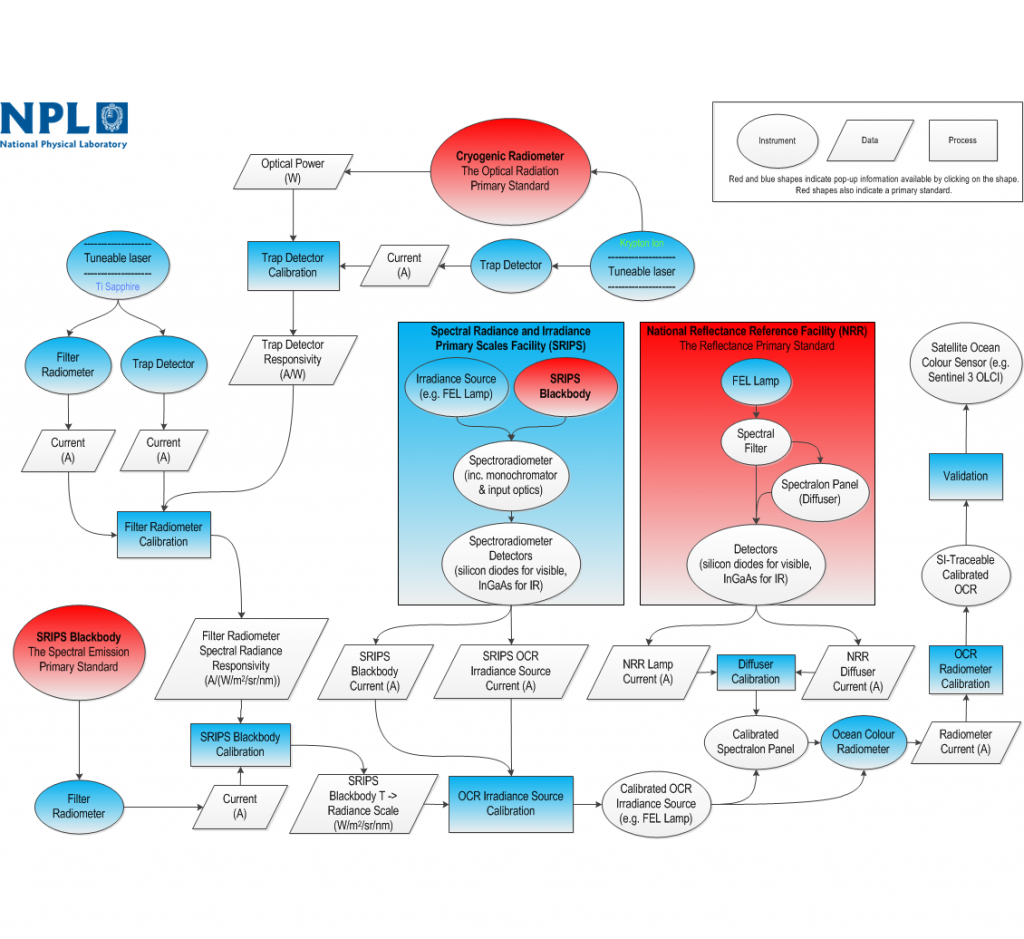 NPL
National Physical Laboratory
Instrument
Data
Process
Red and blue shapes indicate pop-up information available by clicking on the shape.
Red shapes also indicate a primary standard.
Cryogenic Radiometer
The Optical Radiation
Primary Standard
Optical Power
(W)
Krypton Ion
--------------------
Tuneable laser
--------------------
Trap Detector
Current
(A)
Trap Detector
Calibration
--------------------
Tuneable laser
--------------------
Ti Sapphire
Filter
Radiometer
Trap Detector
Trap Detector
Responsivity
(A/W)
Current
(A)
Current
(A)
Filter Radiometer
Calibration
Spectral Radiance and Irradiance
Primary Scales Facility (SRIPS)
Irradiance Source
(e.g. FEL Lamp)
SRIPS
Blackbody
Spectroradiometer
(inc. monochromator
& input optics)
Spectroradiometer
Detectors
(silicon diodes for visible,
InGaAs for IR)
National Reflectance Reference Facility (NRR)
The Reflectance Primary Standard
FEL Lamp
Spectral
Filter
Spectralon Panel
(Diffuser)
Detectors
(silicon diodes for visible,
InGaAs for IR)
Satellite Ocean
Colour Sensor (e.g.
Sentinel 3 OLCI)
Validation
SI-Traceable
Calibrated
OCR
OCR
Radiometer
Calibration
SRIPS Blackbody
The Spectral Emission
Primary Standard
Filter Radiometer
Spectral Radiance
Responsivity
(A/(W/m²/sr/nm))
SRIPS
Blackbody
Current (A)
SRIPS OCR
Irradiance Source
Current (A)
NRR Lamp
Current (A)
Diffuser
Calibration
NRR
Diffuser
Current (A)
SRIPS Blackbody
Calibration
Calibrated
Spectralon Panel
Ocean Colour
Radiometer
Radiometer
Current (A)
Filter
Radiometer
Current
(A)
SRIPS
Blackbody T ->
Radiance Scale
(W/m²/sr/nm)
OCR Irradiance Source
Calibration
Calibrated OCR
Irradiance Source
(e.g. FEL Lamp)